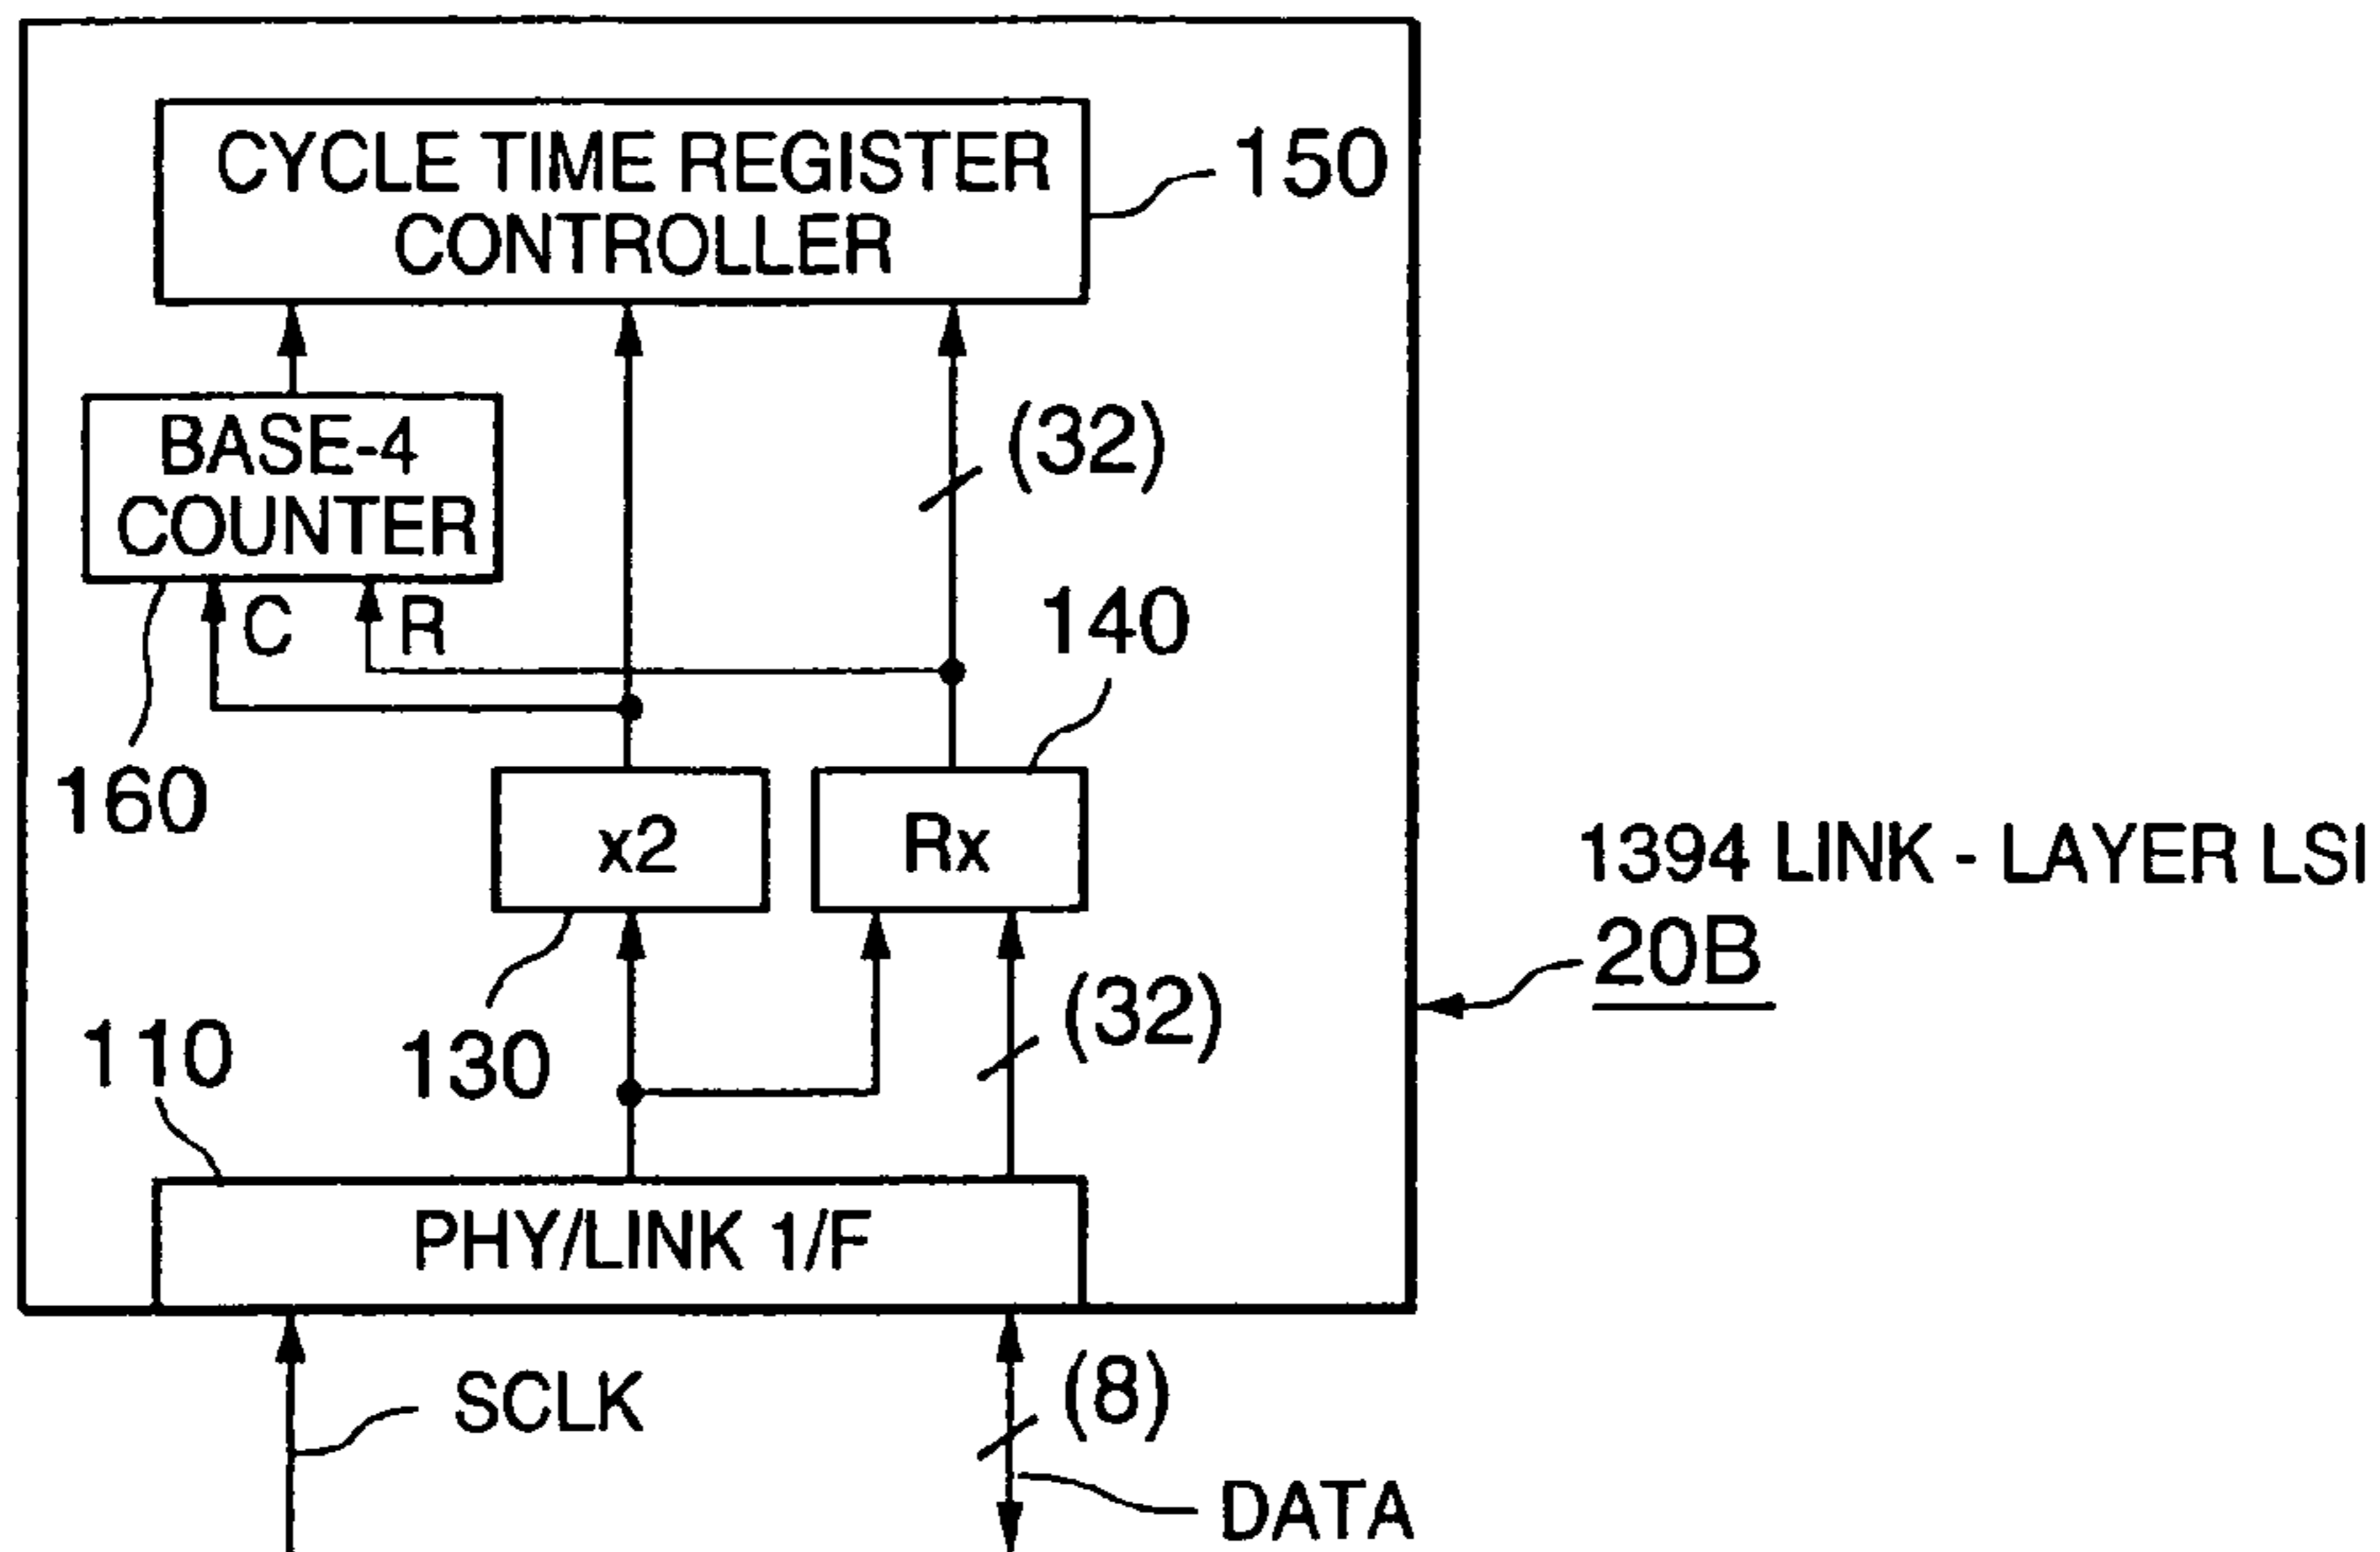 CYCLE TIME REGISTER
CONTROLLER
150
BASE-4
COUNTER
(32)
C
R
140
160
x2
Rx
1394 LINK - LAYER LSI
20B
(32)
110
130
PHY/LINK 1/F
SCLK
(8)
DATA